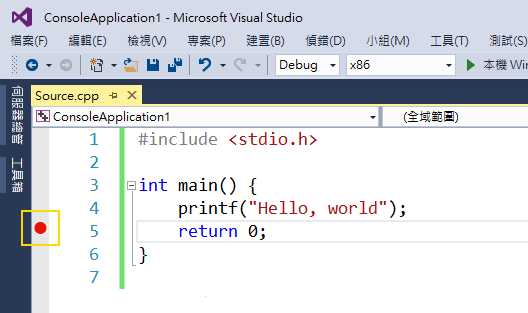 ConsoleApplication1 - Microsoft Visual Studio
檔案(F) 編輯(E) 檢視(V) 專案(P) 建置(B) 偵錯(D) 小組(M) 工具(T) 測試(S)
Debug x86 本機 Win
伺服器總管
工具箱
Source.cpp
ConsoleApplication1 (全域範圍)
1 #include <stdio.h>
2
3 int main() {
4 printf("Hello, world");
5 return 0;
6 }
7